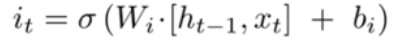 i_t = σ (W_i·[h_{t−1}, x_t] + b_i)